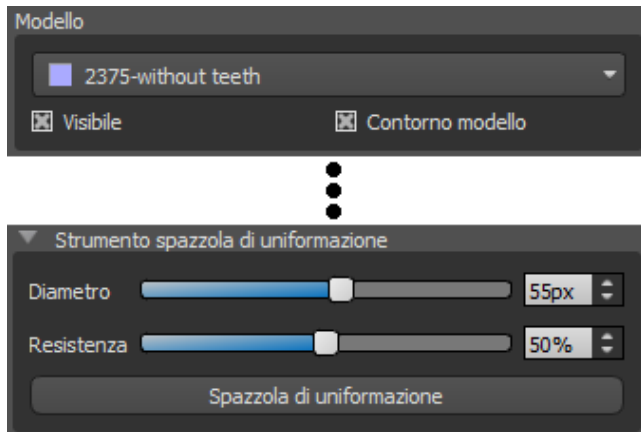 Modello
2375-without teeth
Visibile Contorno modello
Strumento spazzola di uniformazione
Diametro 55px
Resistenza 50%
Spazzola di uniformazione